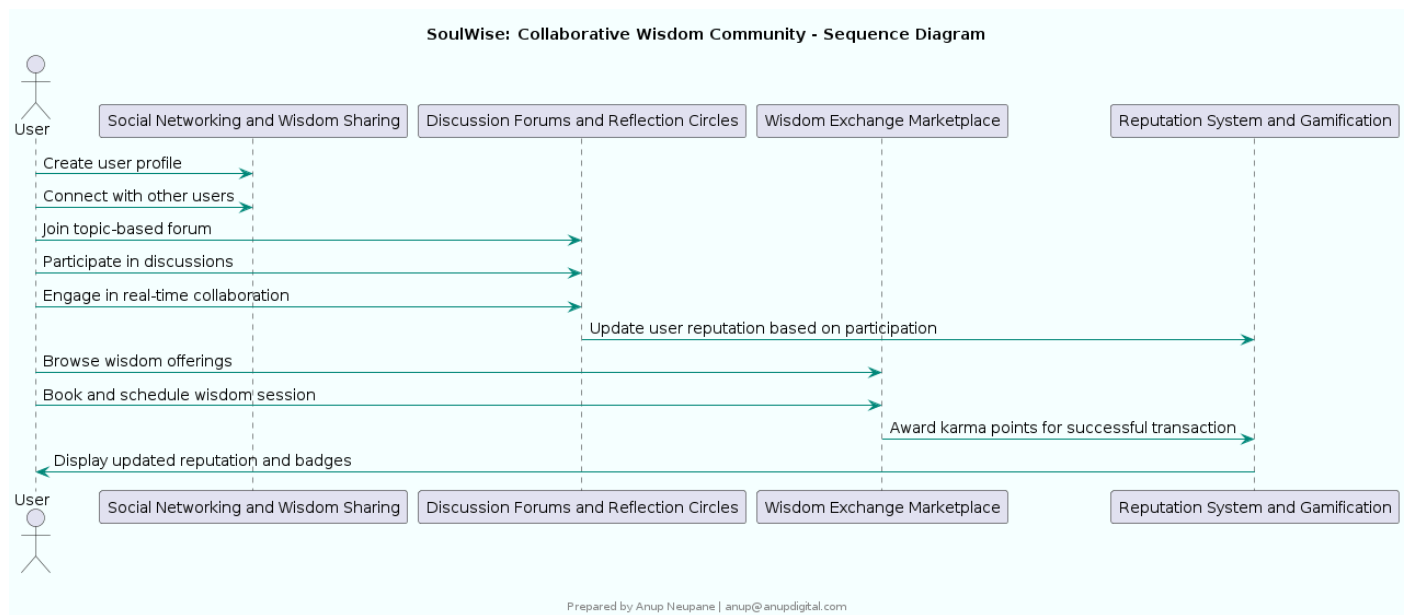 SoulWise: Collaborative Wisdom Community - Sequence Diagram
User
Social Networking and Wisdom Sharing
Discussion Forums and Reflection Circles
Wisdom Exchange Marketplace
Reputation System and Gamification
Create user profile
Connect with other users
Join topic-based forum
Participate in discussions
Engage in real-time collaboration
Update user reputation based on participation
Browse wisdom offerings
Book and schedule wisdom session
Award karma points for successful transaction
Display updated reputation and badges
User
Social Networking and Wisdom Sharing
Discussion Forums and Reflection Circles
Wisdom Exchange Marketplace
Reputation System and Gamification
Prepared by Anup Neupane | anup@anupdigital.com